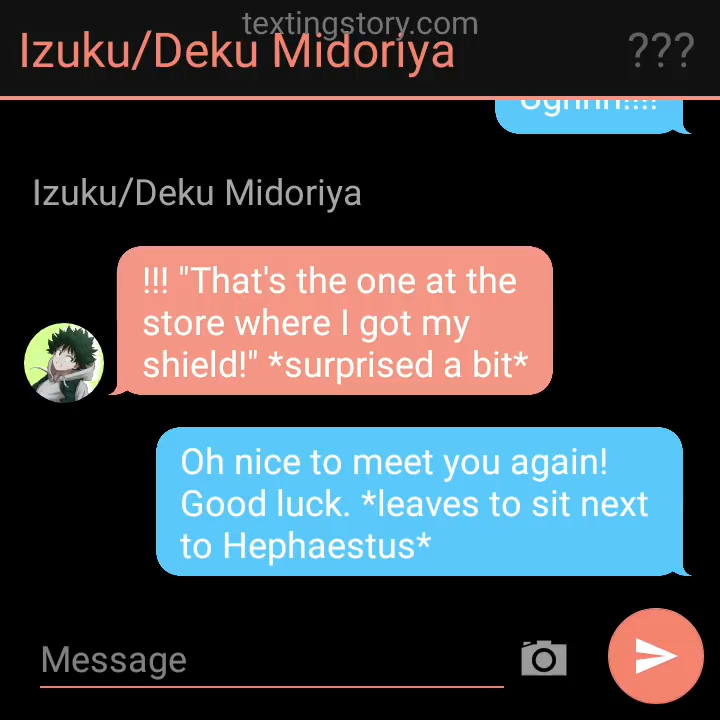 textingstory.com
Izuku/Deku Midoriya
???
Izuku/Deku Midoriya
!!! "That's the one at the
store where I got my
shield!" *surprised a bit*
Oh nice to meet you again!
Good luck. *leaves to sit next
to Hephaestus*
Message